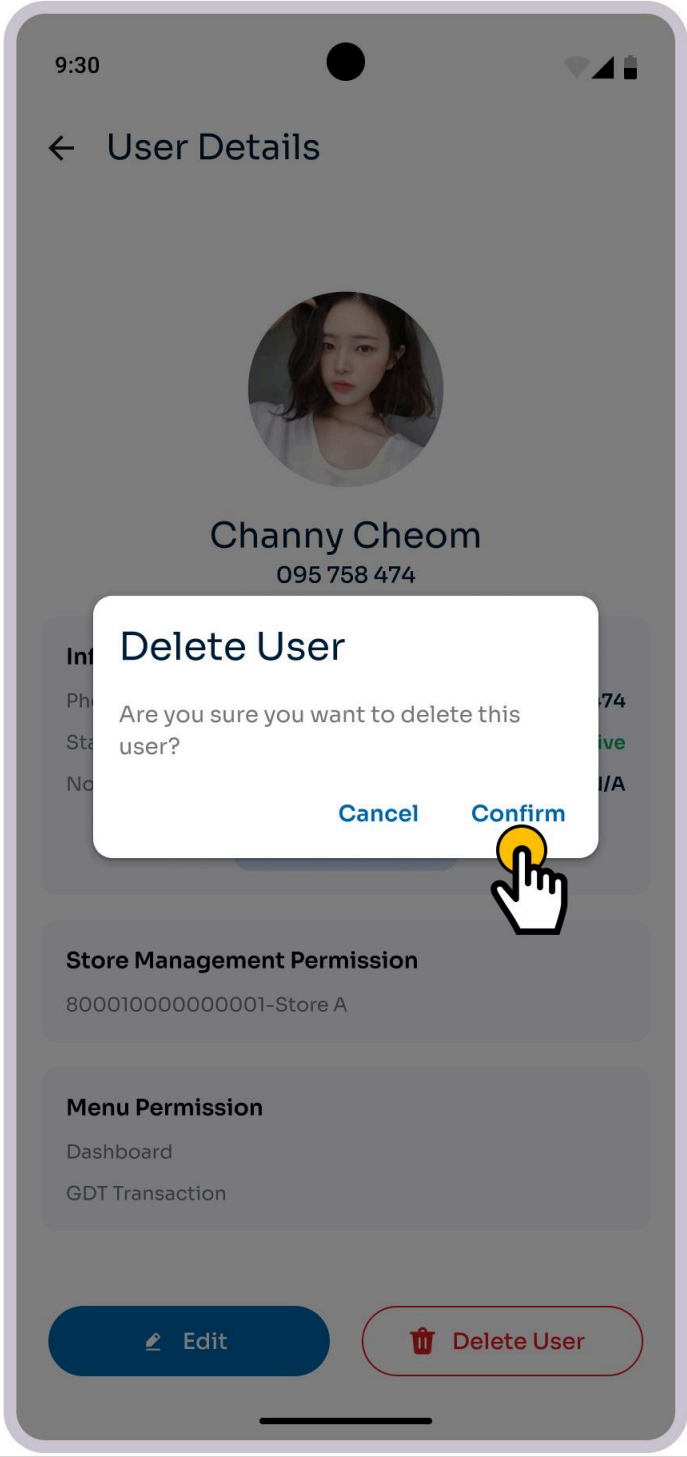 9:30
User Details
Channy Cheom
095 758 474
Delete User
Are you sure you want to delete this
user?
Cancel Confirm
Store Management Permission
800010000000001-Store A
Menu Permission
Dashboard
GDT Transaction
Edit
Delete User